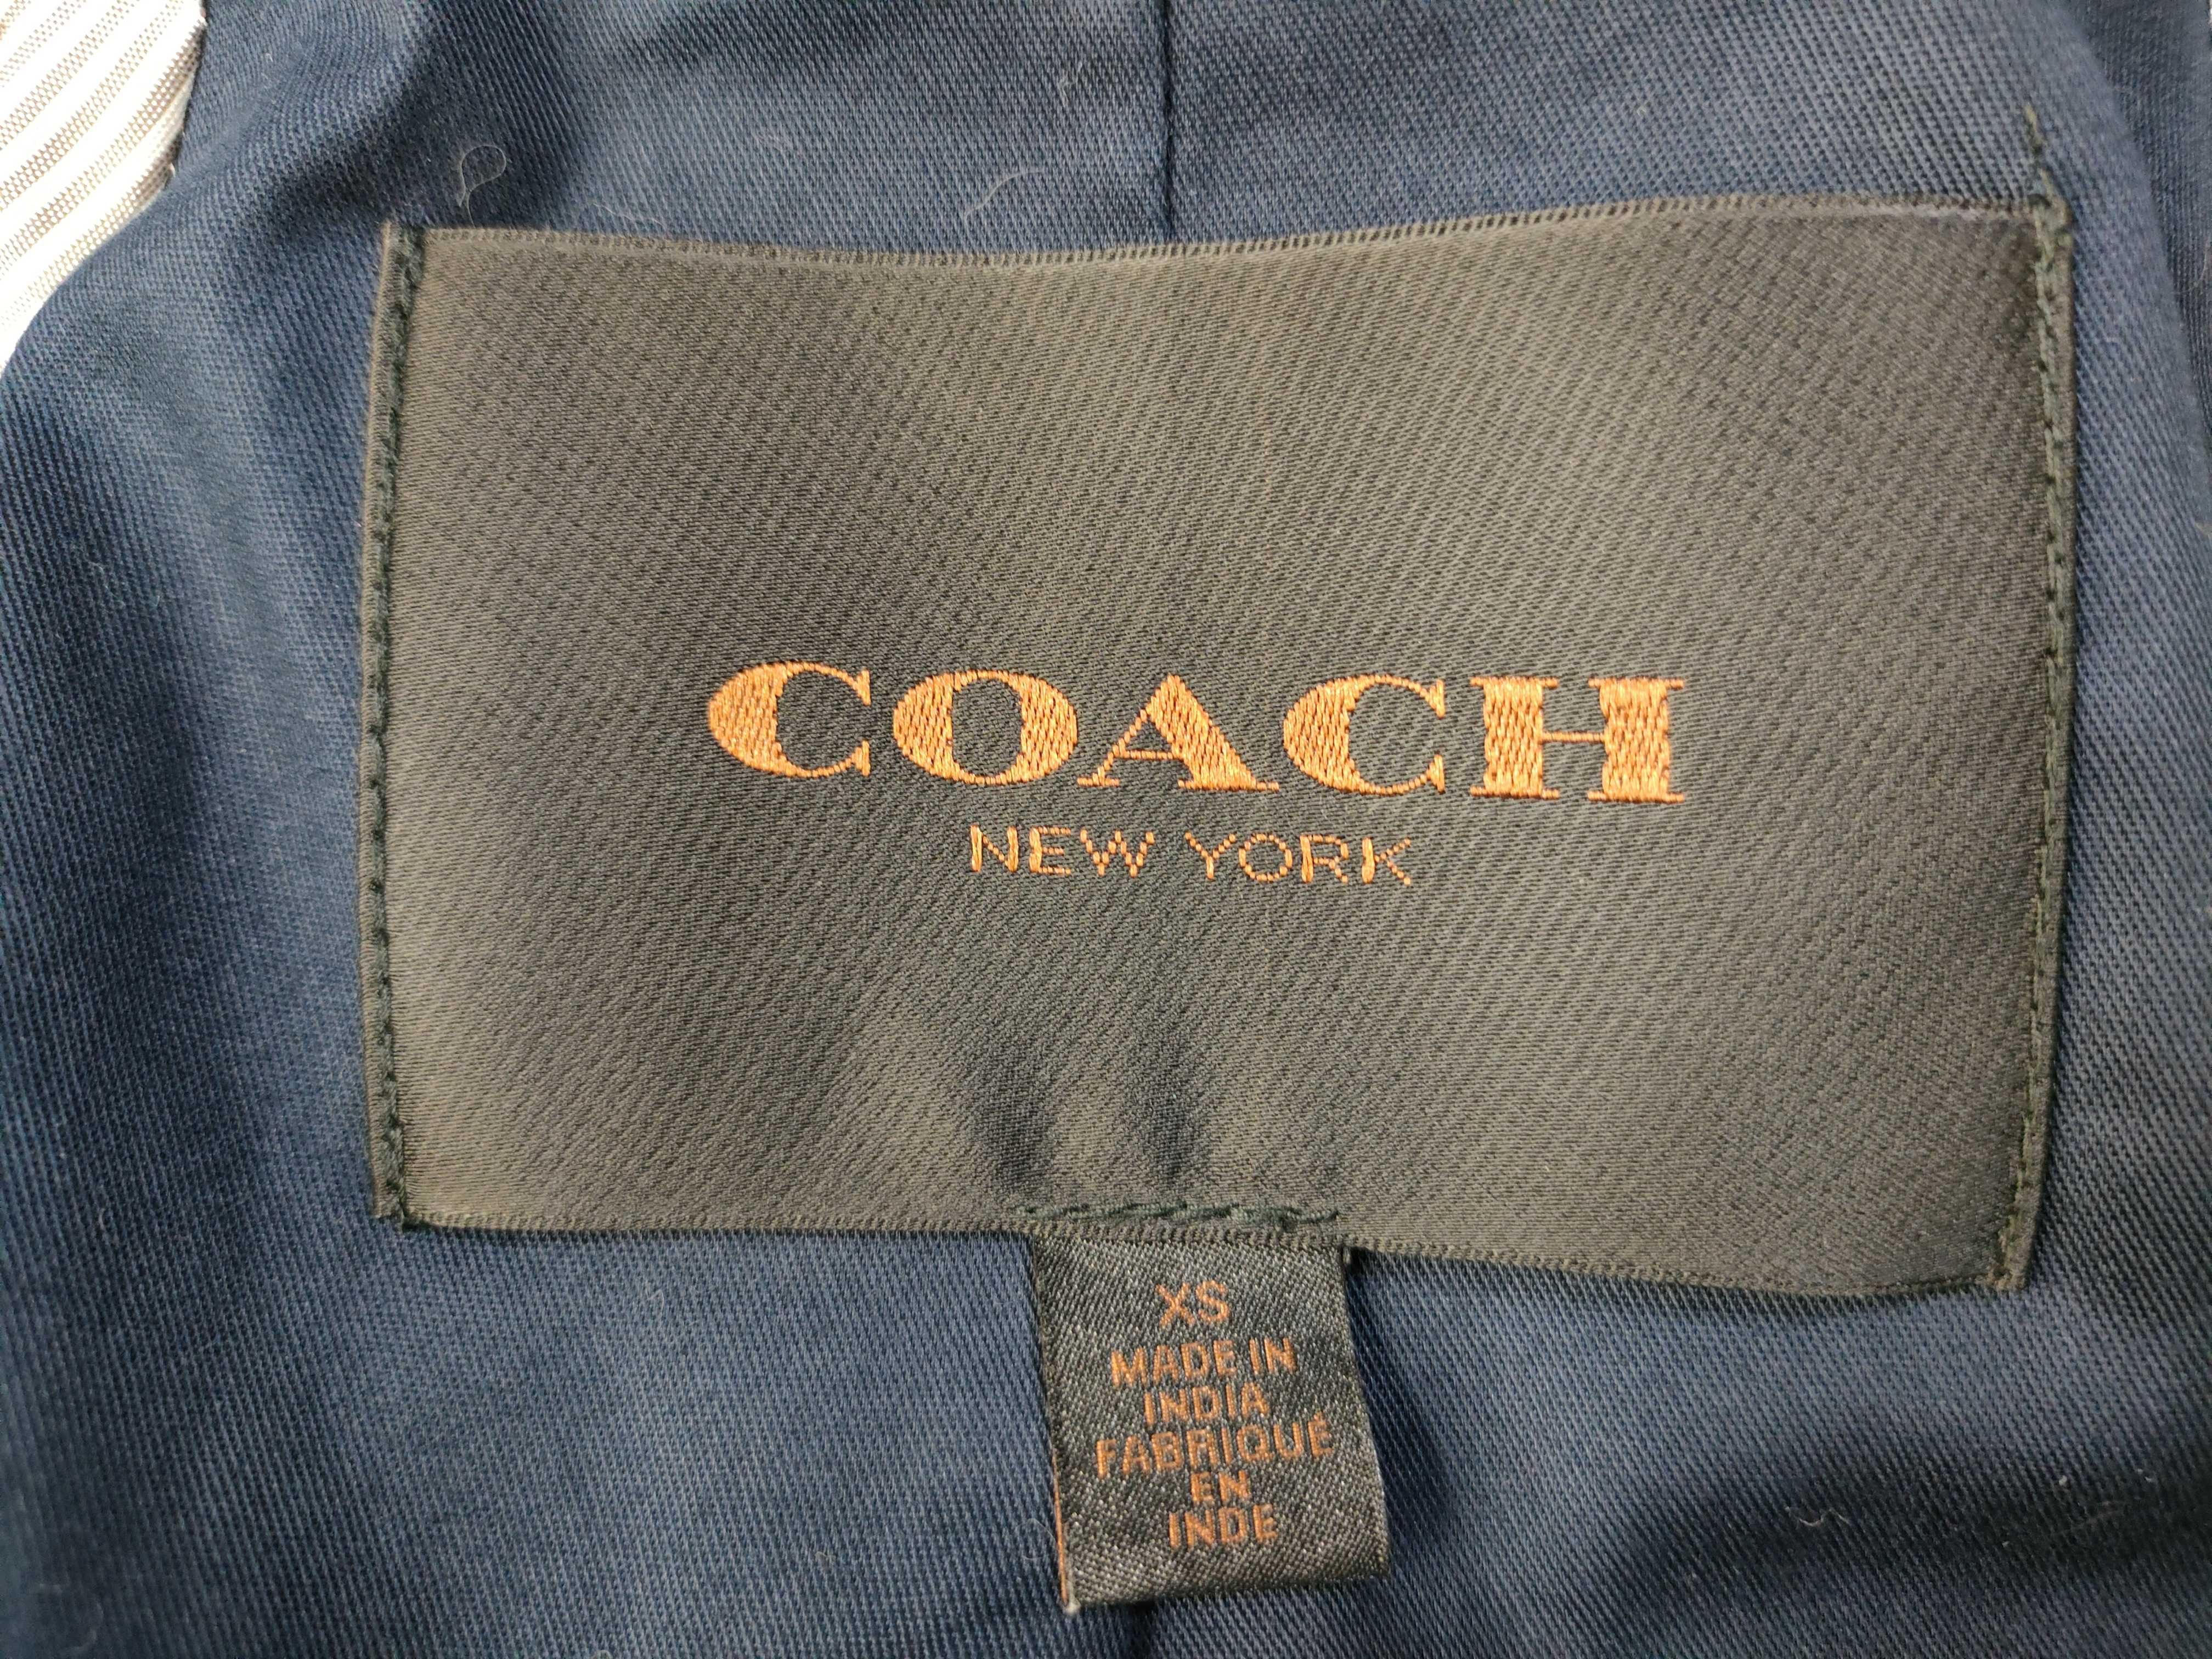 COACH
NEW YORK
XS
MADE IN
INDIA
FABRIQUÉ
EN
INDE